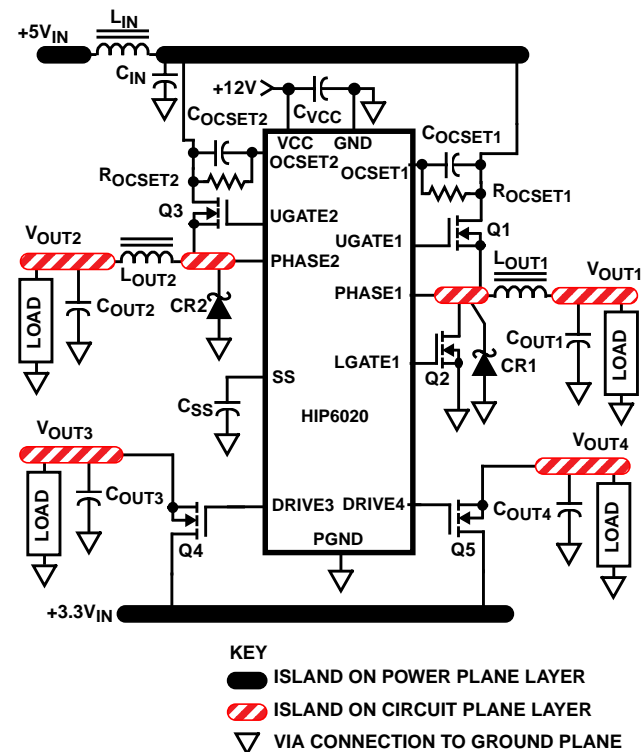 +5VIN
LIN
CIN
+12V
CVCC
VCC
GND
COCSET2
OCSET2
ROCSET2
COCSET1
OCSET1
ROCSET1
Q3
UGATE2
Q1
UGATE1
VOUT2
LOUT2
PHASE2
PHASE1
LOUT1
VOUT1
LOAD
COUT2
CR2
LGATE1
Q2
CR1
COUT1
LOAD
SS
CSS
HIP6020
VOUT3
VOUT4
LOAD
COUT3
Q4
DRIVE3
DRIVE4
Q5
COUT4
LOAD
PGND
+3.3VIN
KEY
ISLAND ON POWER PLANE LAYER
ISLAND ON CIRCUIT PLANE LAYER
VIA CONNECTION TO GROUND PLANE